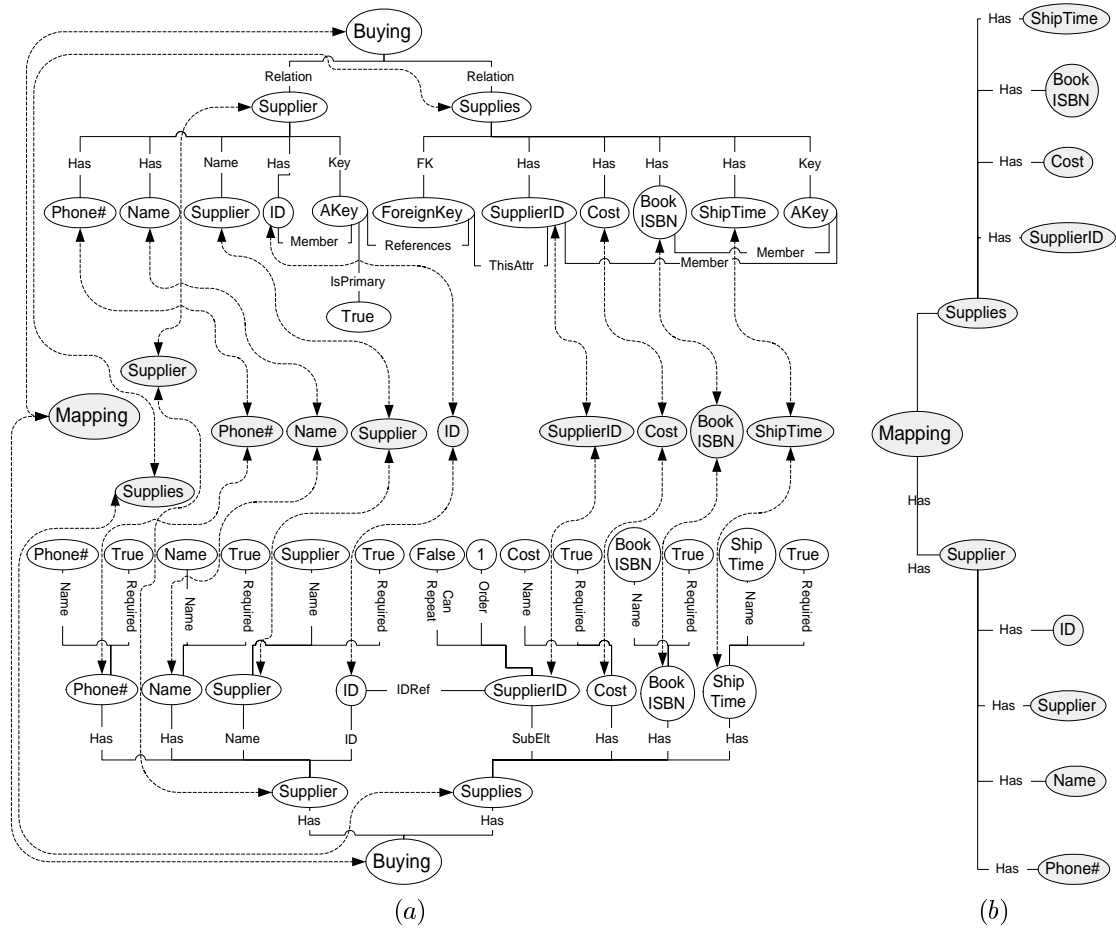 Buying
Relation
Relation
Supplier
Supplies
Has
Has
Name
Has
Key
FK
Has
Has
Has
Has
Key
Phone#
Name
Supplier
ID
AKey
ForeignKey
SupplierID
Cost
Book
ISBN
ShipTime
AKey
Member
References
Member
ThisAttr
Member
IsPrimary
True
Supplier
Mapping
Phone#
Name
Supplier
ID
SupplierID
Cost
Book
ISBN
ShipTime
Supplies
Phone#
True
Name
True
Supplier
True
False
1
Cost
True
Book
ISBN
True
Ship
Time
True
Name
Required
Name
Required
Name
Required
Can
Repeat
Order
Name
Required
Name
Required
Name
Required
Phone#
Name
Supplier
ID
IDRef
SupplierID
Cost
Book
ISBN
Ship
Time
Has
Has
Name
ID
SubElt
Has
Has
Has
Supplier
Supplies
Has
Has
Buying
(a)
Has
ShipTime
Has
Book
ISBN
Has
Cost
Has
SupplierID
Supplies
Mapping
Has
Supplier
Has
Has
ID
Has
Supplier
Has
Name
Has
Phone#
(b)